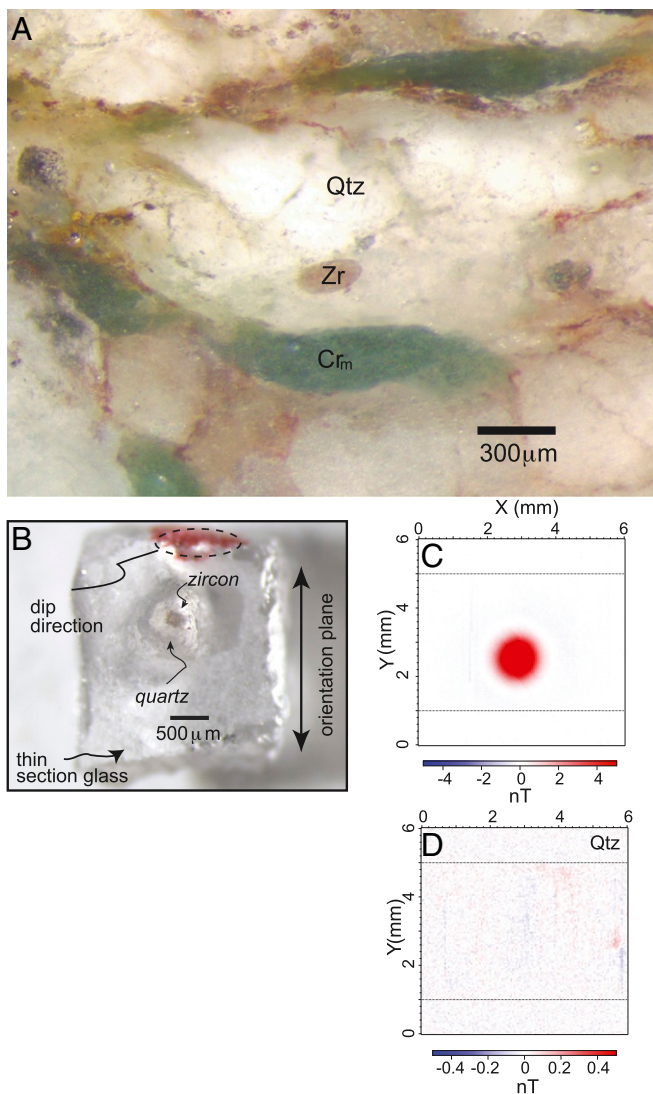 A
Qtz
Zr
Crm
300μm
B
zircon
dip
direction
orientation plane
quartz
500μm
thin
section glass
X (mm)
0 2 4 6
C
Y(mm)
6
4
2
0
-4 -2 0 2 4
nT
0 2 4 6
D
Qtz
Y(mm)
6
4
2
0
-0.4 -0.2 0 0.2 0.4
nT